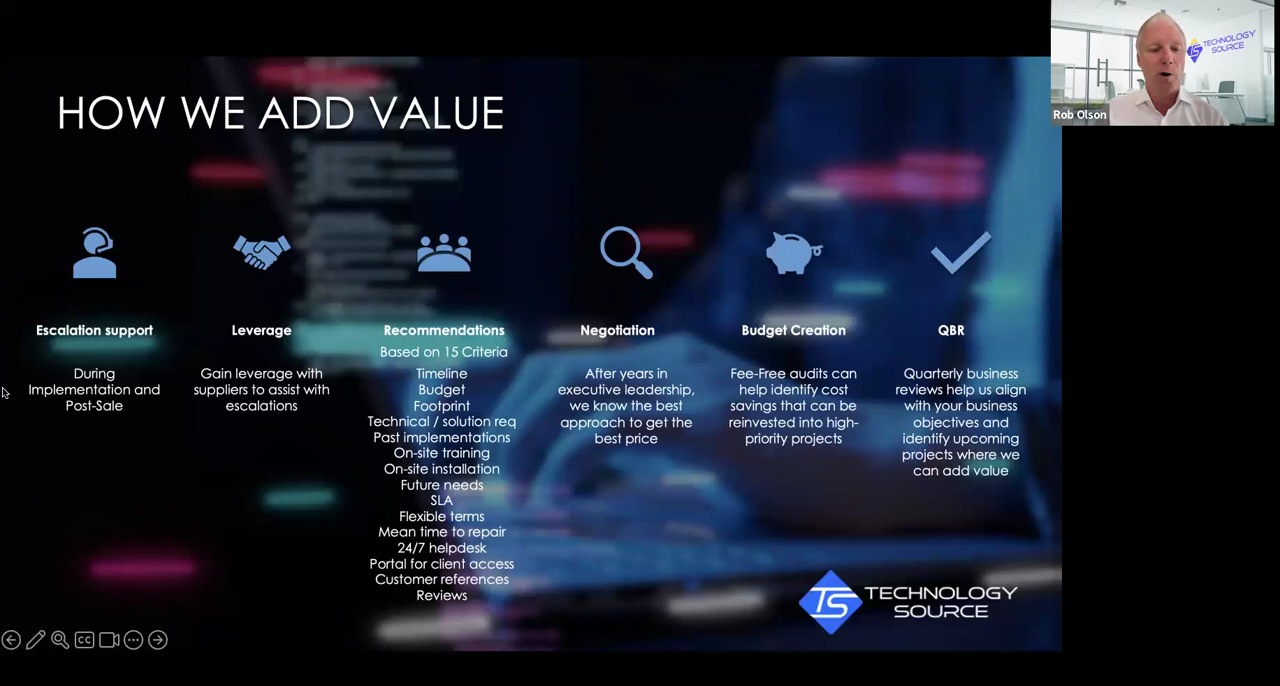 HOW WE ADD VALUE
TECHNOLOGY
SOURCE
Rob Olson
Escalation support
During
Implementation and
Post-Sale
Leverage
Gain leverage with
suppliers to assist with
escalations
Recommendations
Based on 15 Criteria
Timeline
Budget
Footprint
Technical / solution req
Past implementations
On-site training
On-site installation
Future needs
SLA
Flexible terms
Mean time to repair
24/7 helpdesk
Portal for client access
Customer references
Reviews
Negotiation
After years in
executive leadership,
we know the best
approach to get the
best price
Budget Creation
Fee-Free audits can
help identify cost
savings that can be
reinvested into high-
priority projects
QBR
Quarterly business
reviews help us align
with your business
objectives and
identify upcoming
projects where we
can add value
TS TECHNOLOGY
SOURCE
CC